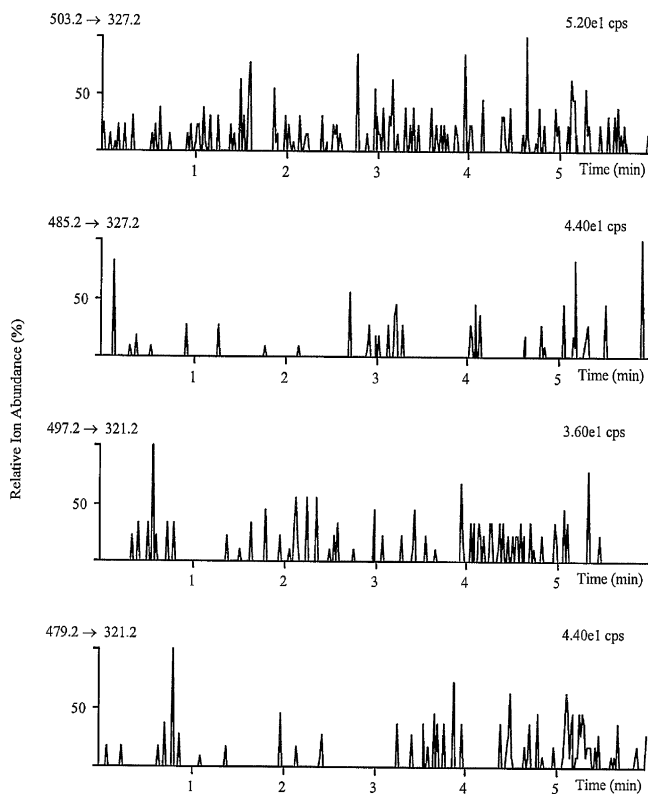 503.2 → 327.2 5.20e1 cps
50
1 2 3 4 5 Time (min)
485.2 → 327.2 4.40e1 cps
50
1 2 3 4 5 Time (min)
Relative Ion Abundance (%)
497.2 → 321.2 3.60e1 cps
50
1 2 3 4 5 Time (min)
479.2 → 321.2 4.40e1 cps
50
1 2 3 4 5 Time (min)